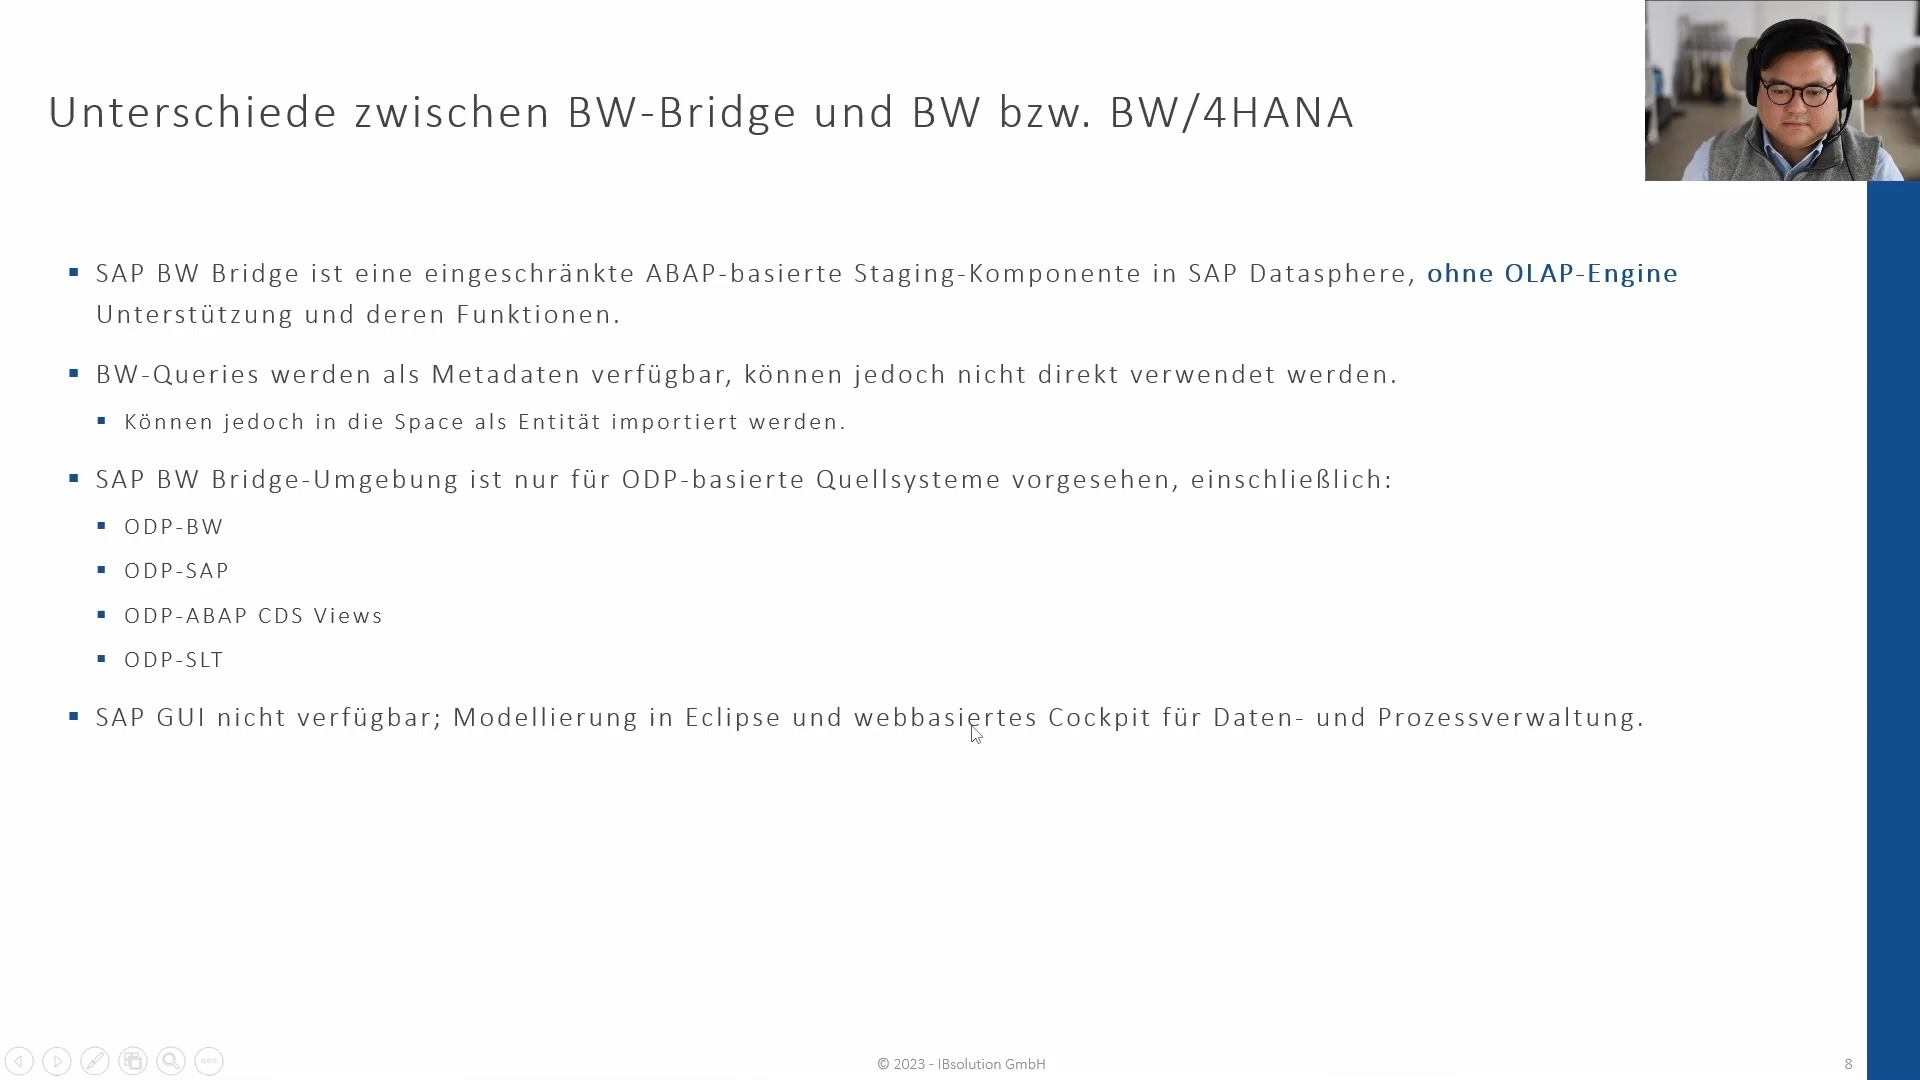 Unterschiede zwischen BW-Bridge und BW bzw. BW/4HANA
SAP BW Bridge ist eine eingeschränkte ABAP-basierte Staging-Komponente in SAP Datasphere, ohne OLAP-Engine
Unterstützung und deren Funktionen.
BW-Queries werden als Metadaten verfügbar, können jedoch nicht direkt verwendet werden.
Können jedoch in die Space als Entität importiert werden.
SAP BW Bridge-Umgebung ist nur für ODP-basierte Quellsysteme vorgesehen, einschließlich:
ODP-BW
ODP-SAP
ODP-ABAP CDS Views
ODP-SLT
SAP GUI nicht verfügbar; Modellierung in Eclipse und webbasiertes Cockpit für Daten- und Prozessverwaltung.
© 2023 - IBsolution GmbH
8